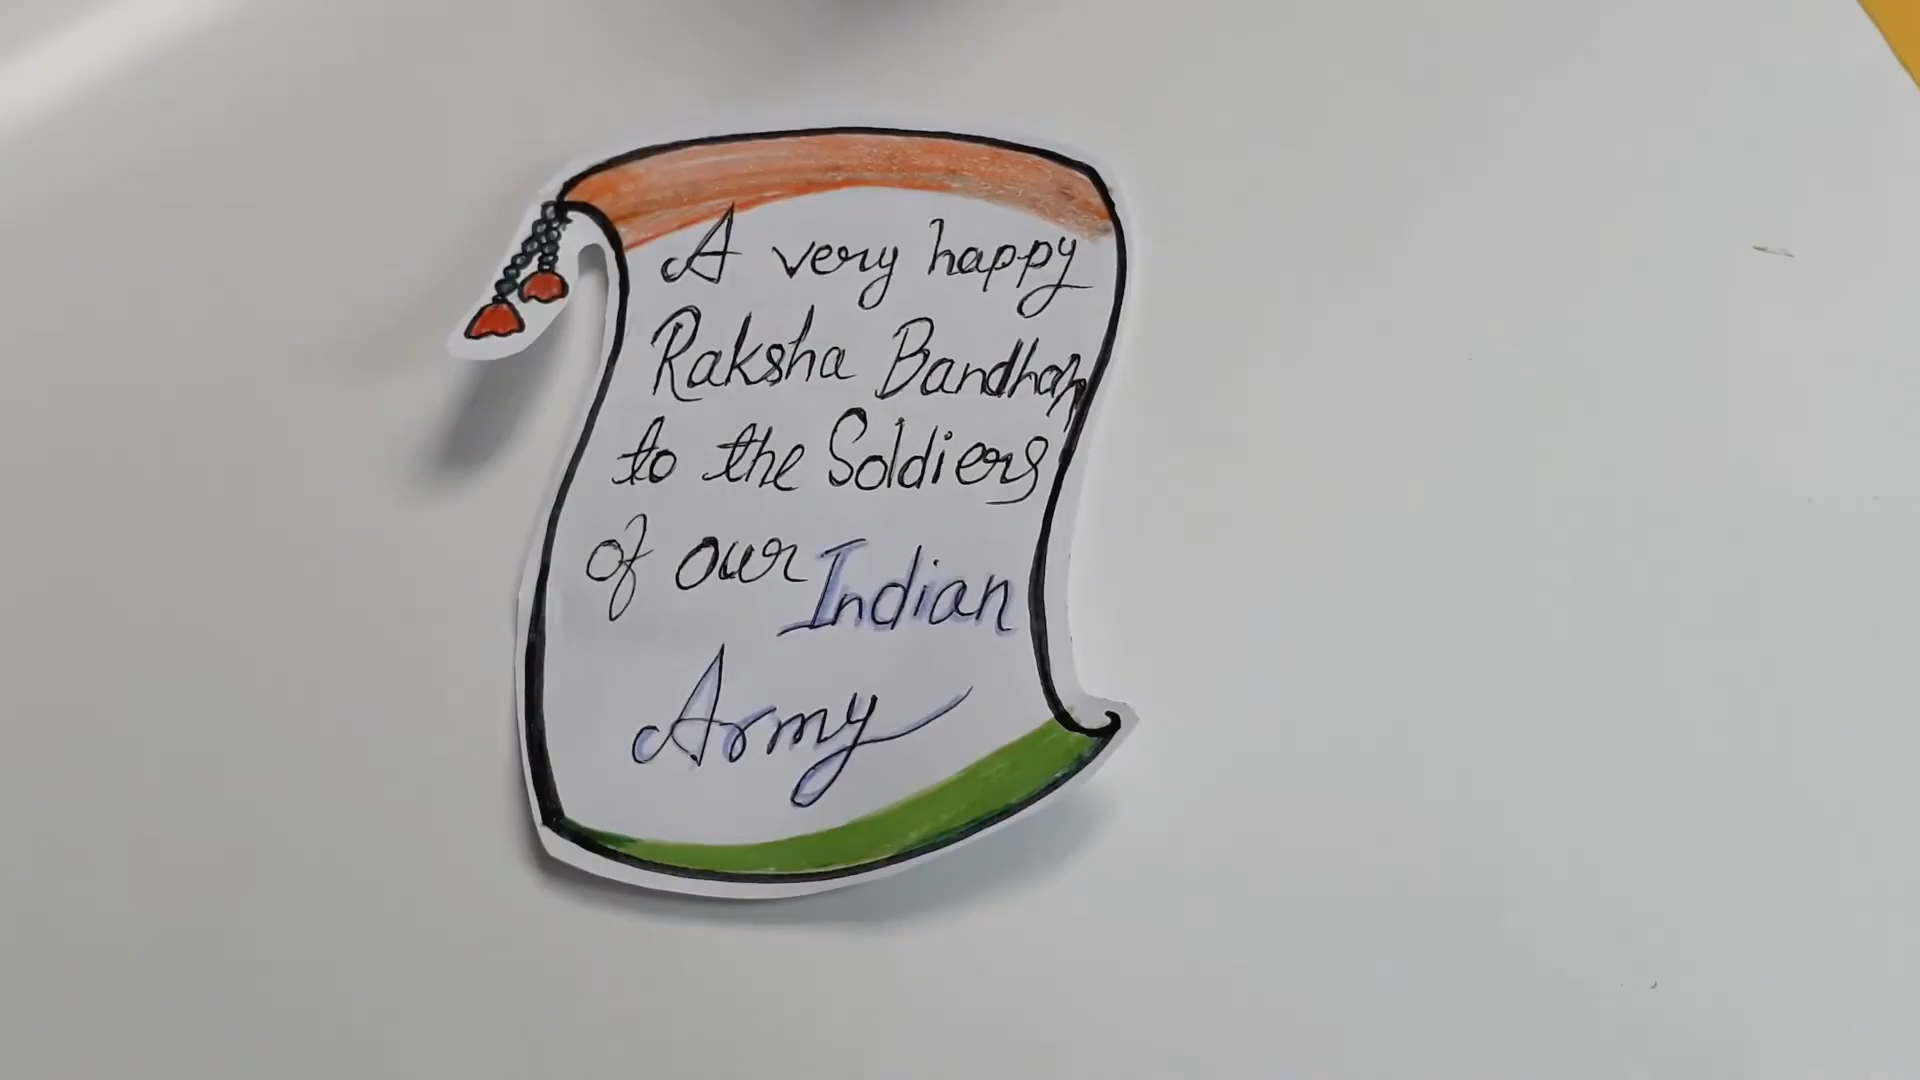 A very happy
Raksha Bandhan
to the Soldiers
of our Indian
Army